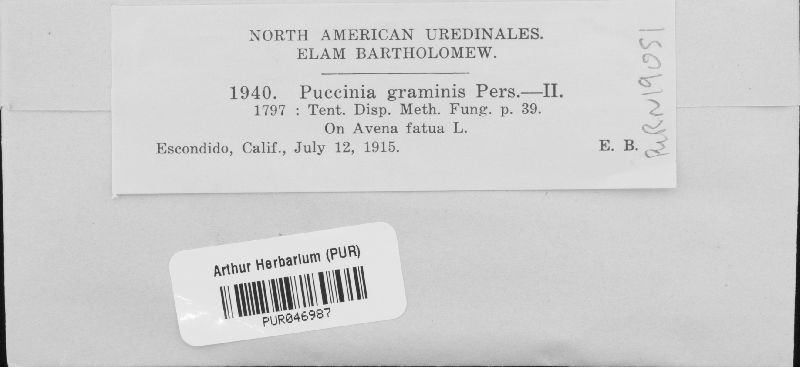 NORTH AMERICAN UREDINALES.
ELAM BARTHOLOMEW.
1940. Puccinia graminis Pers.—II.
1797 : Tent. Disp. Meth. Fung. p. 39.
On Avena fatua L.
Escondido, Calif., July 12, 1915. E. B.
PURN19051
Arthur Herbarium (PUR)
PUR046987